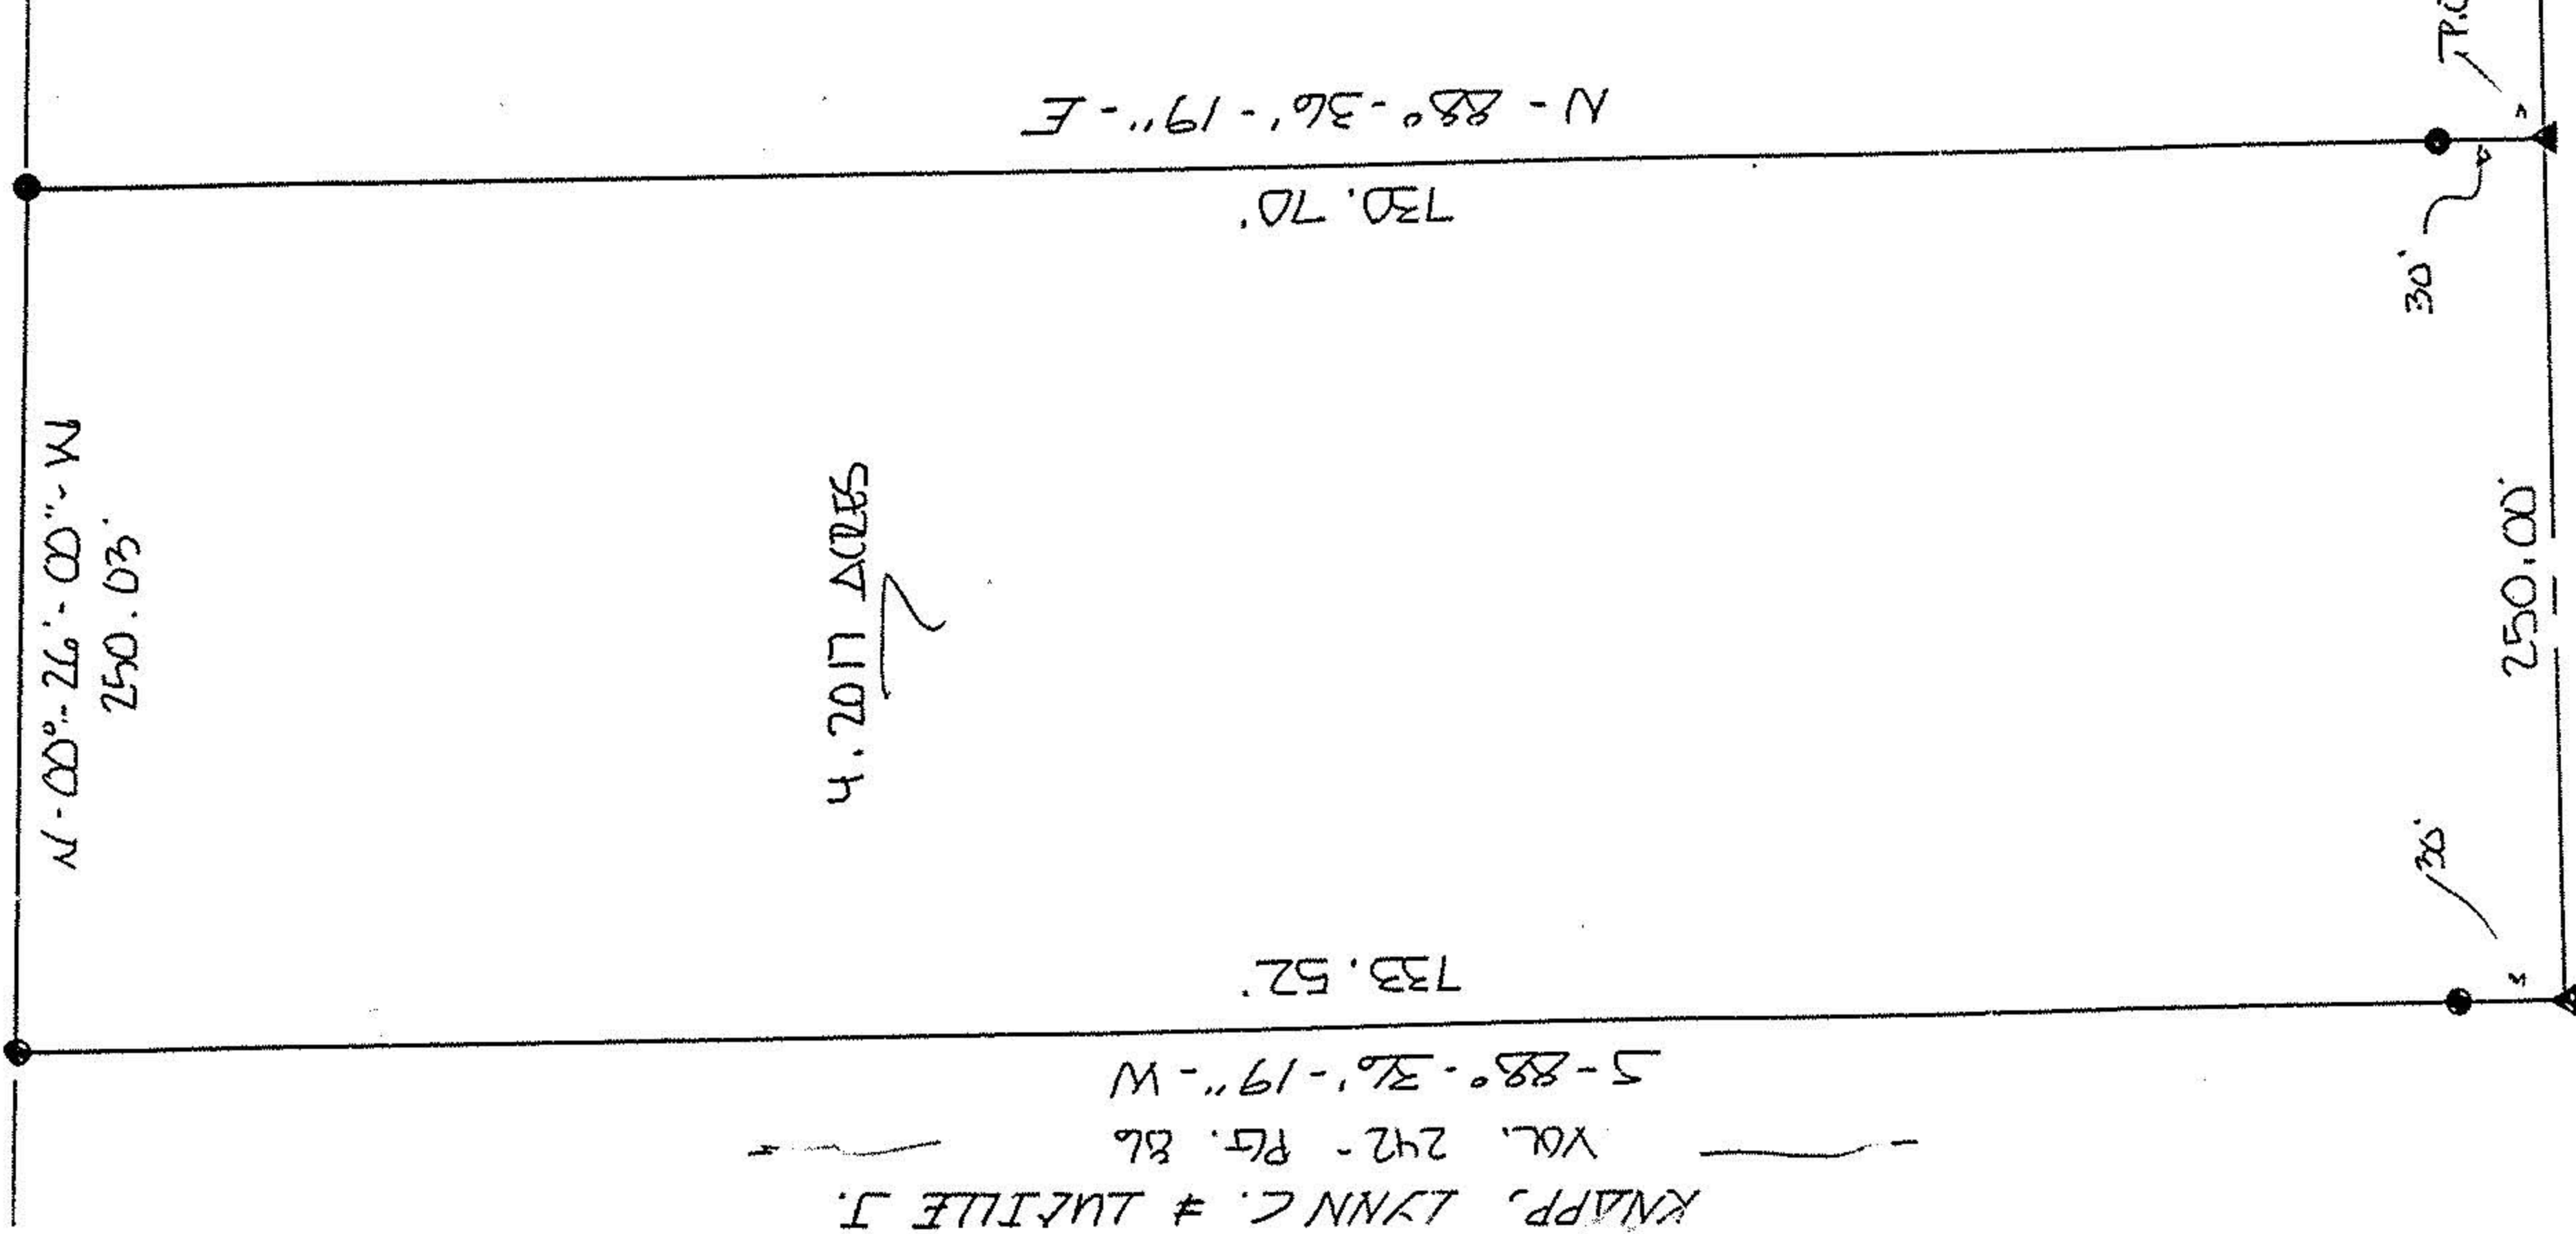 N - 88° - 36' - 19" - E
730.70'
T.P.O
30'
N - 00° - 26' - 00" - W
250.03'
4.2017 ACRES
250.00'
30'
733.52'
S - 88° - 36' - 19" - W
VOL. 242 - PG. 86
KNAPP, LYNN C. & LUCILLE J.